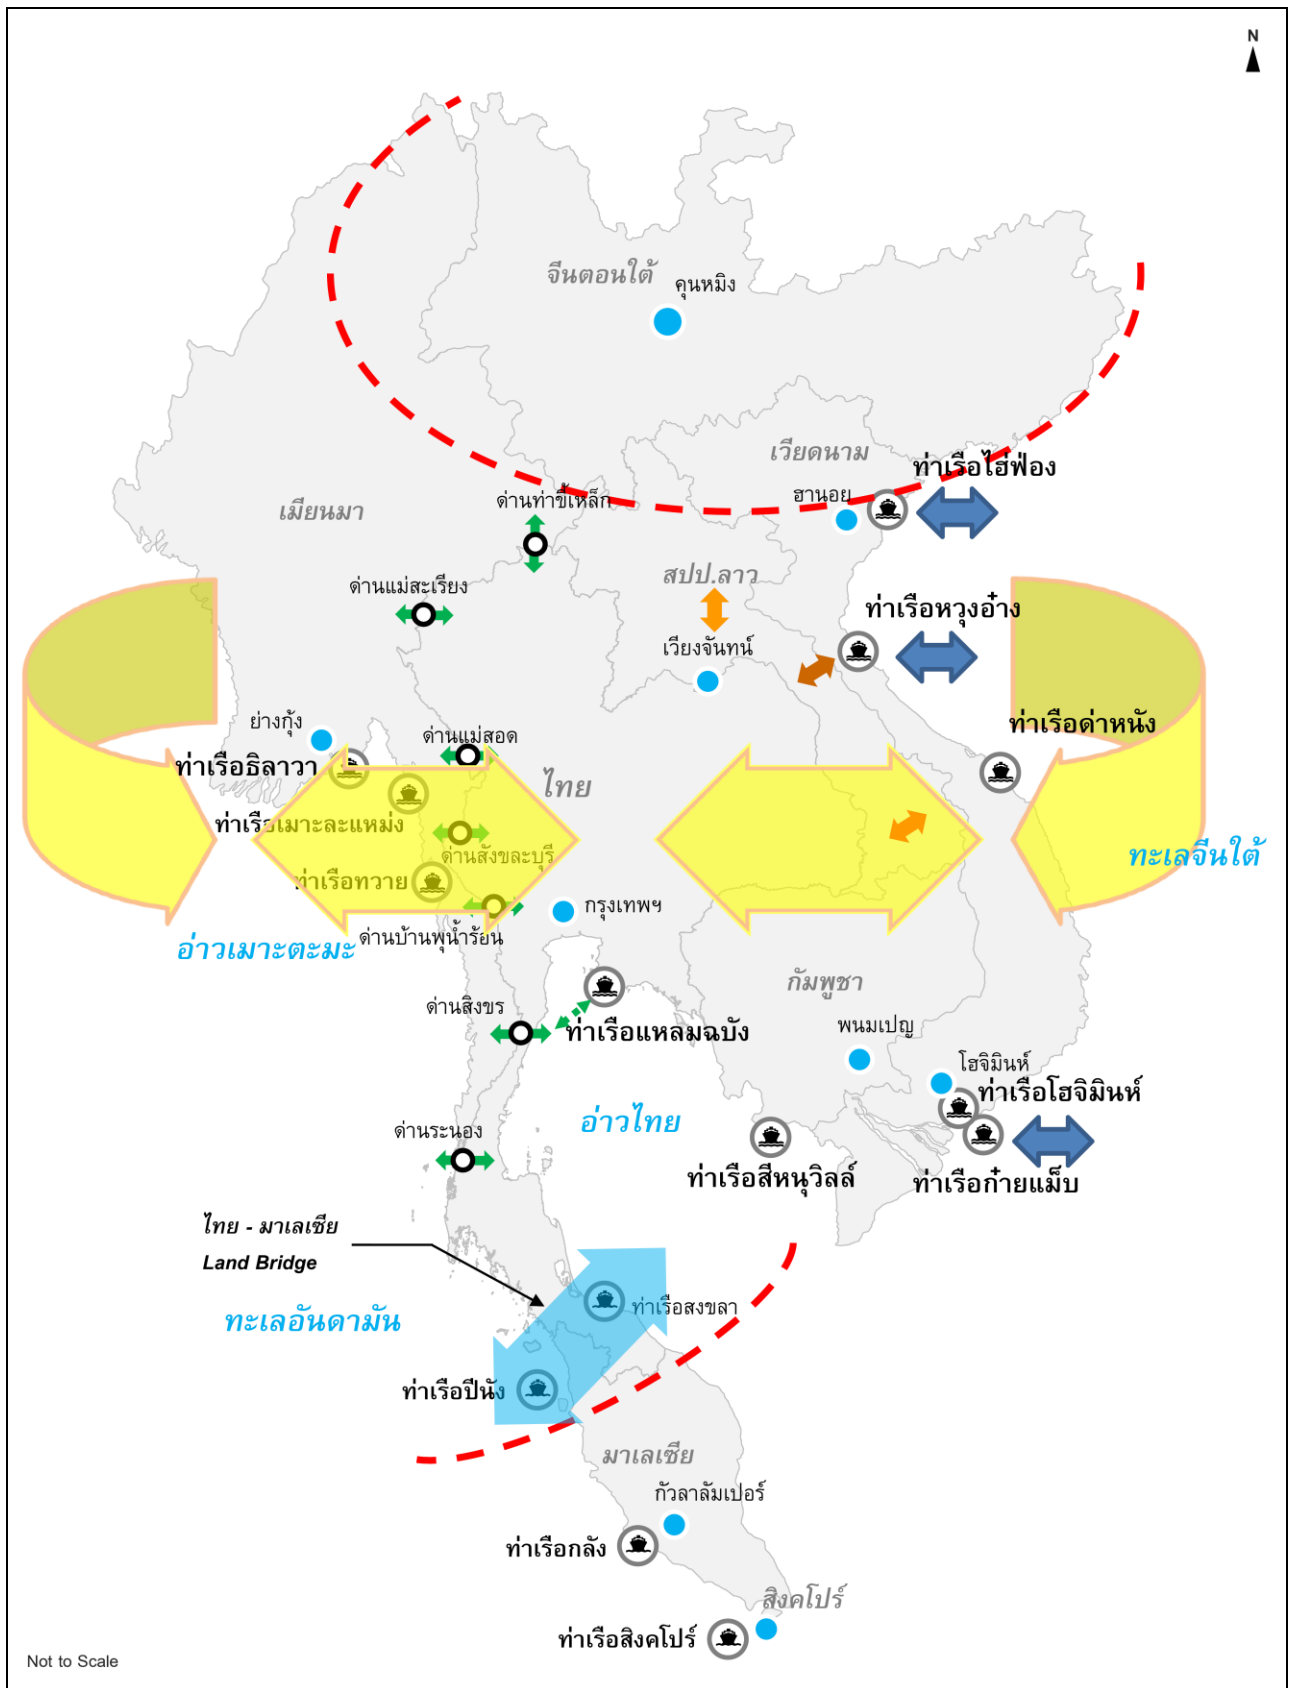 N
จีนตอนใต้
คุนหมิง
เวียดนาม
ท่าเรือไฮ่ฟ่อง
ฮานอย
ด่านท่าขี้เหล็ก
เมียนมา
สปป.ลาว
ด่านแม่สะเรียง
ท่าเรือหวุงอ๋าง
เวียงจันทน์
ย่างกุ้ง
ด่านแม่สอด
ท่าเรือด่าหนัง
ท่าเรือธิลาวา
ไทย
ท่าเรือเมาะละแหม่ง
ด่านสังขละบุรี
ทะเลจีนใต้
ท่าเรือทวาย
กรุงเทพฯ
ด่านบ้านพุน้ำร้อน
อ่าวเมาะตะมะ
กัมพูชา
ด่านสิงขร
ท่าเรือแหลมฉบัง
พนมเปญ
โฮจิมินห์
ท่าเรือโฮจิมินห์
อ่าวไทย
ด่านระนอง
ท่าเรือสีหนุวิลล์
ท่าเรือก๋ายแม็บ
ไทย - มาเลเซีย
Land Bridge
ท่าเรือสงขลา
ทะเลอันดามัน
ท่าเรือปีนัง
มาเลเซีย
กัวลาลัมเปอร์
ท่าเรือกลัง
สิงคโปร์
ท่าเรือสิงคโปร์
Not to Scale